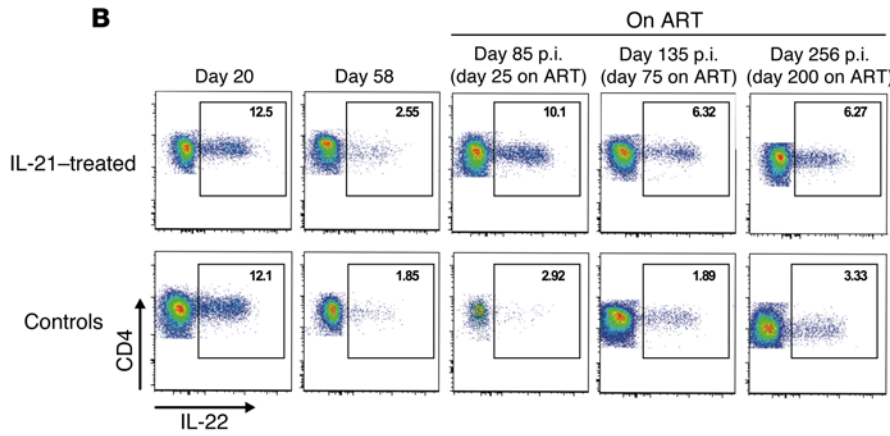 B
On ART
Day 20
Day 58
Day 85 p.i.
(day 25 on ART)
Day 135 p.i.
(day 75 on ART)
Day 256 p.i.
(day 200 on ART)
IL-21–treated
12.5
2.55
10.1
6.32
6.27
Controls
12.1
1.85
2.92
1.89
3.33
CD4
IL-22